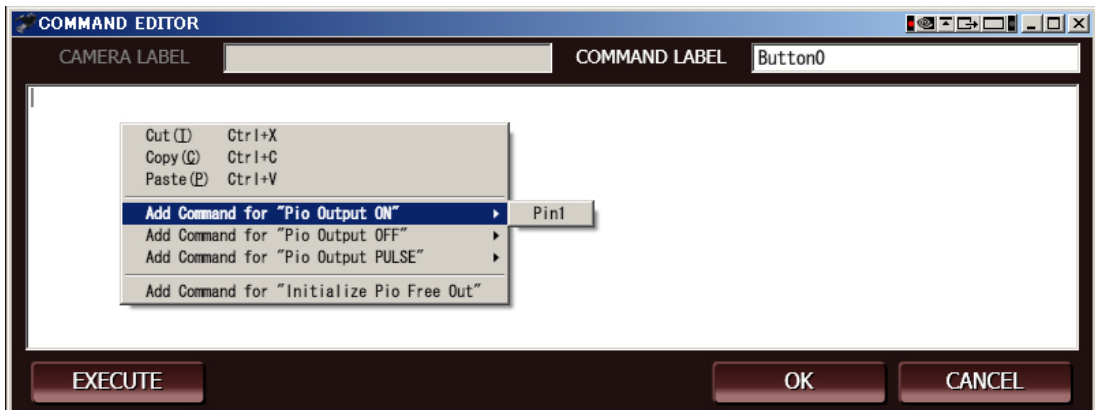 COMMAND EDITOR
CAMERA LABEL COMMAND LABEL Button0
Cut(I) Ctrl+X
Copy(C) Ctrl+C
Paste(P) Ctrl+V
Add Command for "Pio Output ON" Pin1
Add Command for "Pio Output OFF"
Add Command for "Pio Output PULSE"
Add Command for "Initialize Pio Free Out"
EXECUTE OK CANCEL